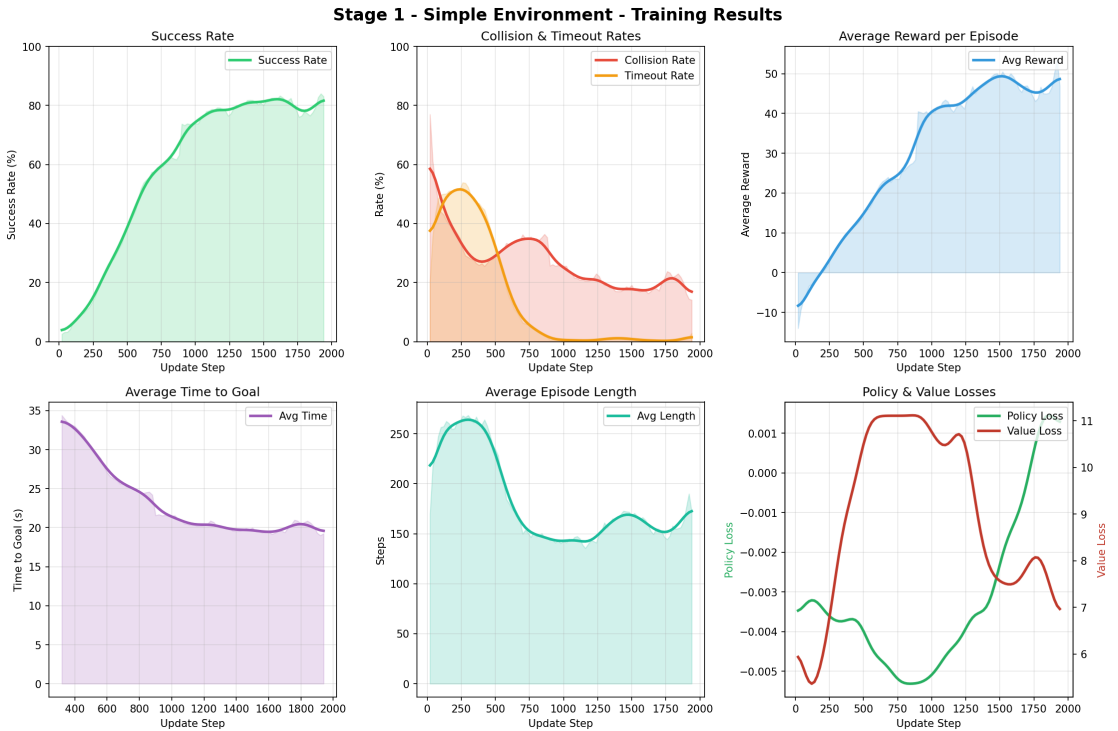 Stage 1 - Simple Environment - Training Results
Success Rate
Success Rate (%)
100
80
60
40
20
0
Success Rate
0 250 500 750 1000 1250 1500 1750 2000
Update Step
Collision & Timeout Rates
Rate (%)
100
80
60
40
20
0
Collision Rate
Timeout Rate
0 250 500 750 1000 1250 1500 1750 2000
Update Step
Average Reward per Episode
Average Reward
50
40
30
20
10
0
−10
Avg Reward
0 250 500 750 1000 1250 1500 1750 2000
Update Step
Average Time to Goal
Time to Goal (s)
35
30
25
20
15
10
5
0
Avg Time
400 600 800 1000 1200 1400 1600 1800 2000
Update Step
Average Episode Length
Steps
250
200
150
100
50
0
Avg Length
0 250 500 750 1000 1250 1500 1750 2000
Update Step
Policy & Value Losses
Policy Loss
0.001
0.000
−0.001
−0.002
−0.003
−0.004
−0.005
Policy Loss
Value Loss
11
10
9
8
7
6
Value Loss
0 250 500 750 1000 1250 1500 1750 2000
Update Step